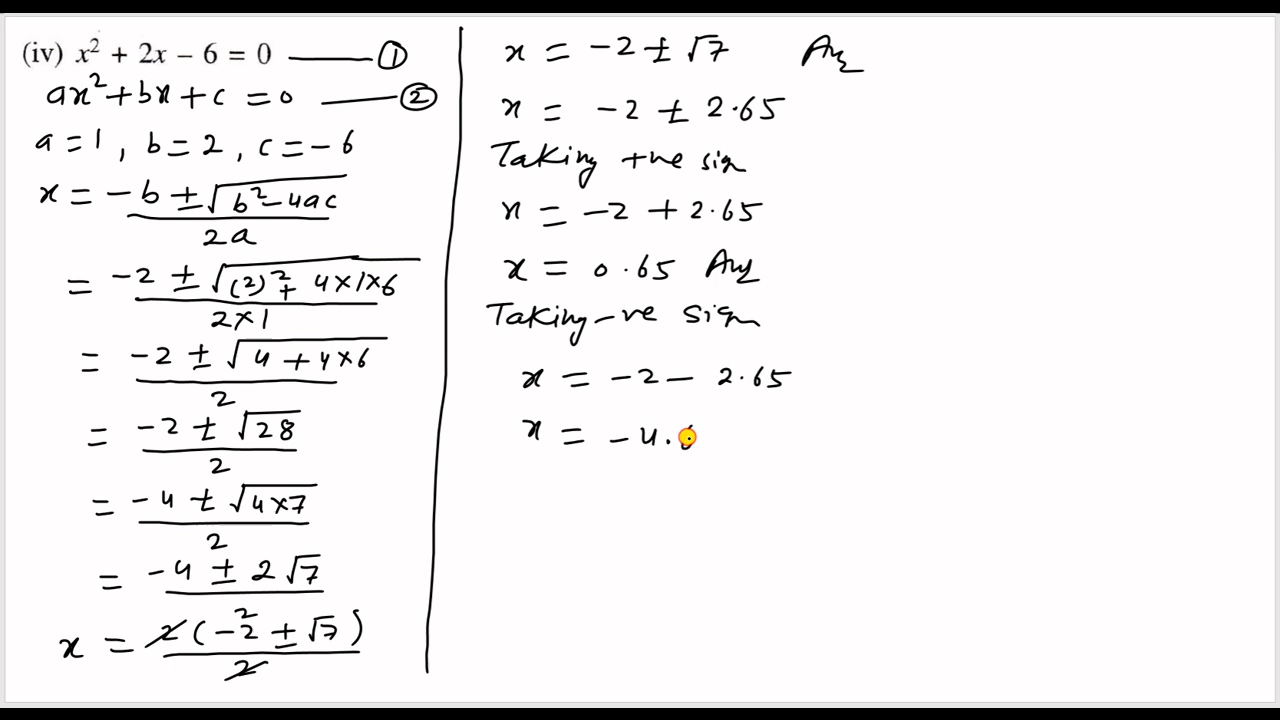 (iv) x² + 2x − 6 = 0 ——— ①
ax² + bx + c = 0 ——— ②
a = 1, b = 2, c = −6
x = −b ± √b² − 4ac
2a
= −2 ± √(2)² + 4×1×6
2×1
= −2 ± √4 + 4×6
2
= −2 ± √28
2
= −4 ± √4×7
2
= −4 ± 2√7
2
x = 2(−2 ± √7)
2
x = −2 ± √7 Ans
x = −2 ± 2.65
Taking +ve sign
x = −2 + 2.65
x = 0.65 Ans
Taking −ve sign
x = −2 − 2.65
x = −4.